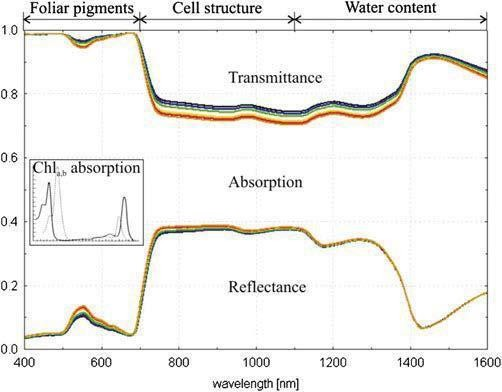 Foliar pigments Cell structure Water content
1.0
Transmittance
0.8
0.6
Chla,b absorption
Absorption
0.4
0.2
Reflectance
0.0
400 600 800 1000 1200 1400 1600
wavelength [nm]